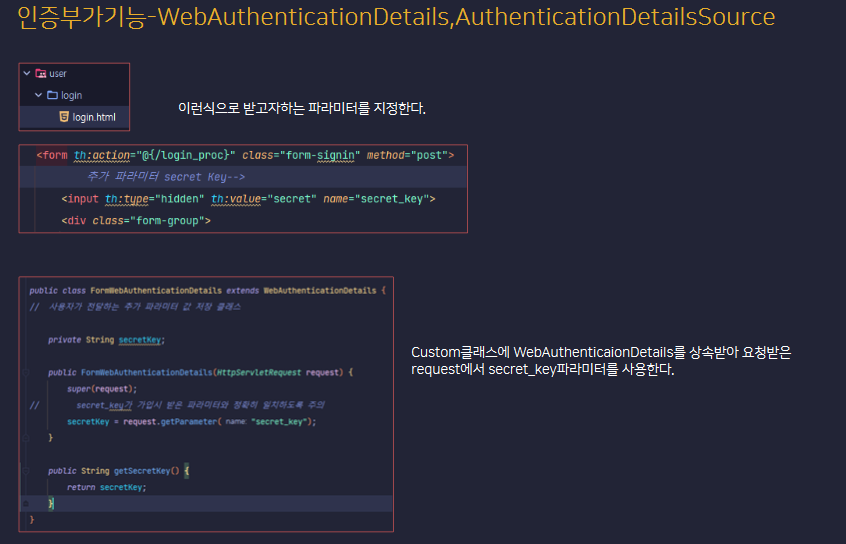 인증부가기능-WebAuthenticationDetails,AuthenticationDetailsSource
user
login
login.html
이런식으로 받고자하는 파라미터를 지정한다.
<form th:action="@{/login_proc}" class="form-signin" method="post">
추가 파라미터 secret Key-->
<input th:type="hidden" th:value="secret" name="secret_key">
<div class="form-group">
public class FormWebAuthenticationDetails extends WebAuthenticationDetails {
// 사용자가 전달하는 추가 파라미터 값 저장 클래스
private String secretKey;
public FormWebAuthenticationDetails(HttpServletRequest request) {
super(request);
// secret_key가 가입시 받은 파라미터와 정확히 일치하도록 주의
secretKey = request.getParameter( name: "secret_key");
}
public String getSecretKey() {
return secretKey;
}
}
Custom클래스에 WebAuthenticaionDetails를 상속받아 요청받은
request에서 secret_key파라미터를 사용한다.